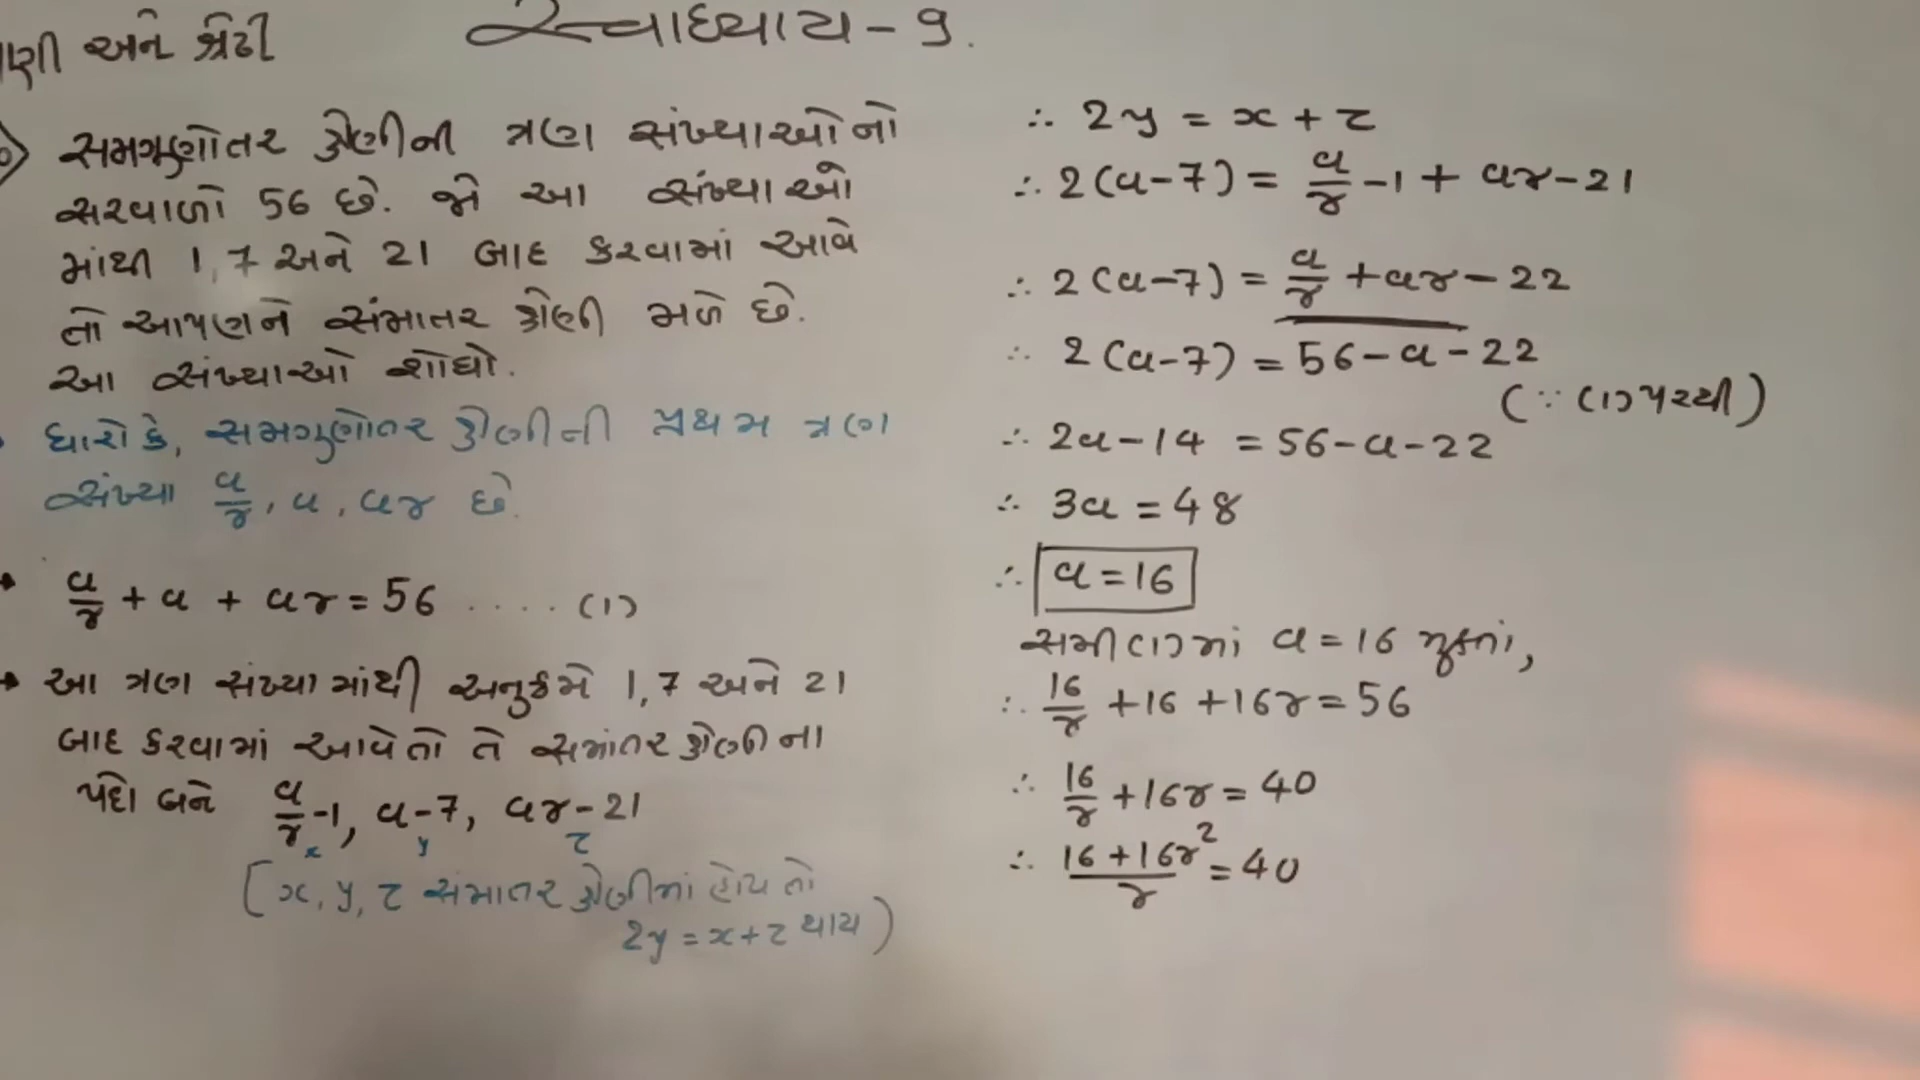 અને શ્રેઢી
સ્વાધ્યાય - ૧.
સમગુણોતર શ્રેણીની ત્રણ સંખ્યાઓનો
સરવાળો 56 છે. જો આ સંખ્યાઓ
માંથી 1, 7 અને 21 બાદ કરવામાં આવે
તો આપણને સંમાતર શ્રેણી મળે છે.
આ સંખ્યાઓ શોધો.
ધારો કે, સમગુણોતર શ્રેણીની પ્રથમ ત્રણ
સંખ્યા a/r, a, ar છે.
a/r + a + ar = 56 ..... (1)
આ ત્રણ સંખ્યામાંથી અનુક્રમે 1, 7 અને 21
બાદ કરવામાં આવેતો તે સમાંતર શ્રેણીના
પદો બને a/r - 1, a - 7, ar - 21
x y z
[x, y, z સંમાતર શ્રેણીમાં હોય તો
2y = x + z થાય)
∴ 2y = x + z
∴ 2(a - 7) = a/r - 1 + ar - 21
∴ 2(a - 7) = a/r + ar - 22
∴ 2(a - 7) = 56 - a - 22
(∵ (1) પરથી)
∴ 2a - 14 = 56 - a - 22
∴ 3a = 48
∴ a = 16
સમી (1) માં a = 16 મૂકતાં,
∴ 16/r + 16 + 16r = 56
∴ 16/r + 16r = 40
∴ (16 + 16r²)/r = 40